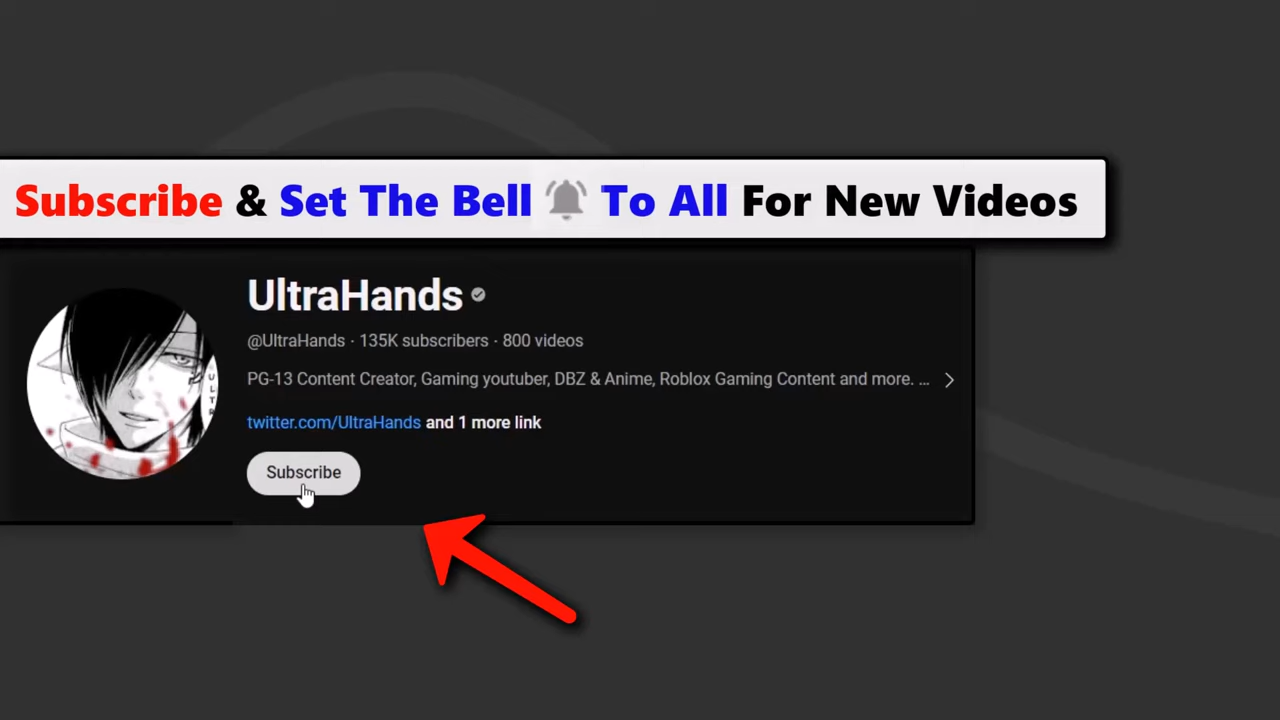 Subscribe & Set The Bell To All For New Videos
UltraHands
@UltraHands · 135K subscribers · 800 videos
PG-13 Content Creator, Gaming youtuber, DBZ & Anime, Roblox Gaming Content and more. ...
twitter.com/UltraHands and 1 more link
Subscribe
ULTR